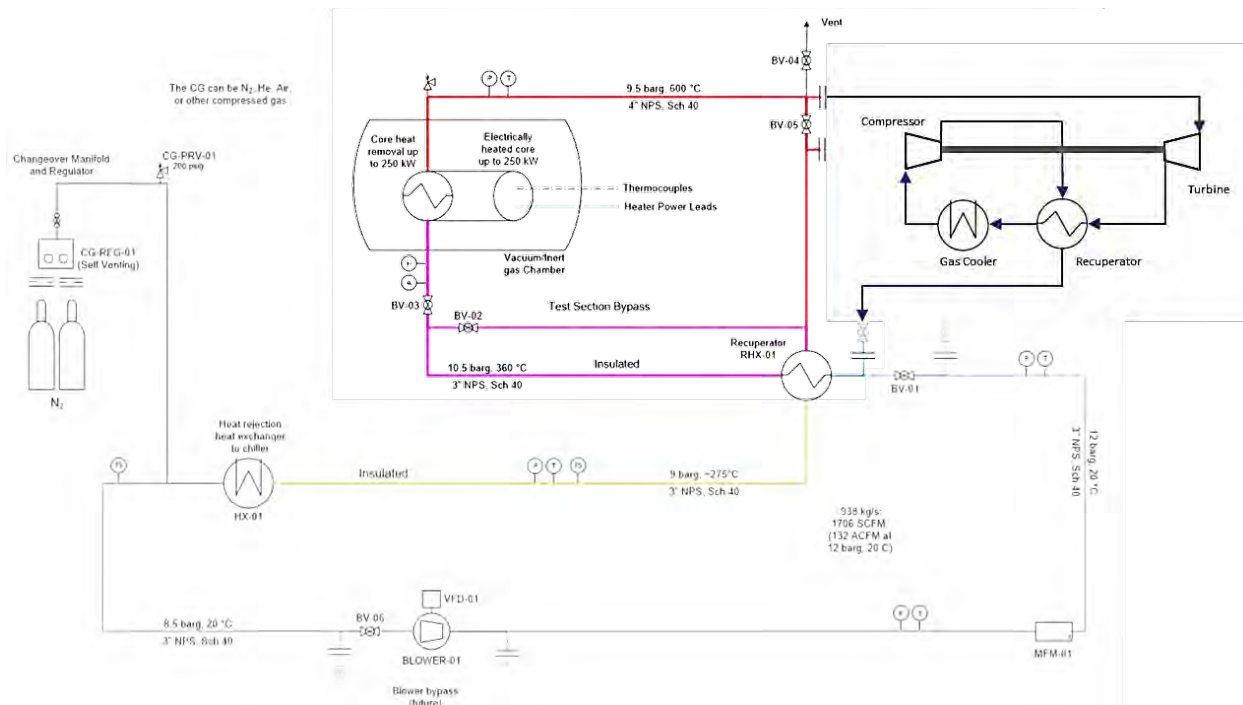 Vent
BV-04
The CG can be N2, He Air,
or other compressed gas
P
T
9.5 barg, 600 °C
4" NPS, Sch 40
BV-05
Compressor
Core heat
removal up
to 250 kW
Electrically
heated core
up to 250 kW
Changeover Manifold
and Regulator
CG-PRV-01
200 psig
Thermocouples
Heater Power Leads
Turbine
CG-REG-01
(Self Venting)
Vacuum/Inert
gas Chamber
Gas Cooler
Recuperator
BV-03
BV-02
Test Section Bypass
Recuperator
RHX-01
10.5 barg, 360 °C
Insulated
3" NPS, Sch 40
P
T
BV-01
N2
Heat rejection
heat exchanger
to chiller
Insulated
P
T
9 barg, ~275°C
3" NPS, Sch 40
12 barg, 20 °C
3" NPS, Sch 40
HX-01
.938 kg/s:
1706 SCFM
(132 ACFM at
12 barg, 20 C)
VFD-01
8.5 barg, 20 °C
3" NPS, Sch 40
BV-06
BLOWER-01
P
T
MFM-01
Blower bypass
(future)